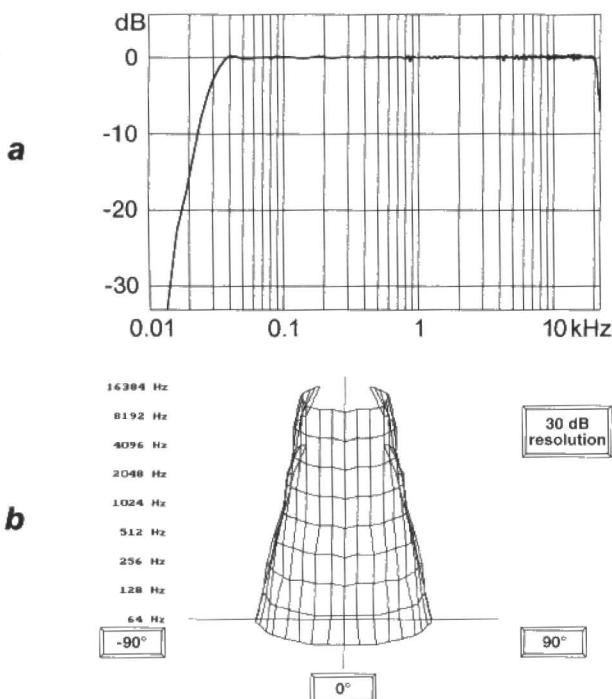 dB
0
-10
-20
-30
a
0.01 0.1 1 10 kHz
16384 Hz
8192 Hz
4096 Hz
2048 Hz
1024 Hz
512 Hz
256 Hz
128 Hz
64 Hz
30 dB
resolution
b
-90° 90°
0°